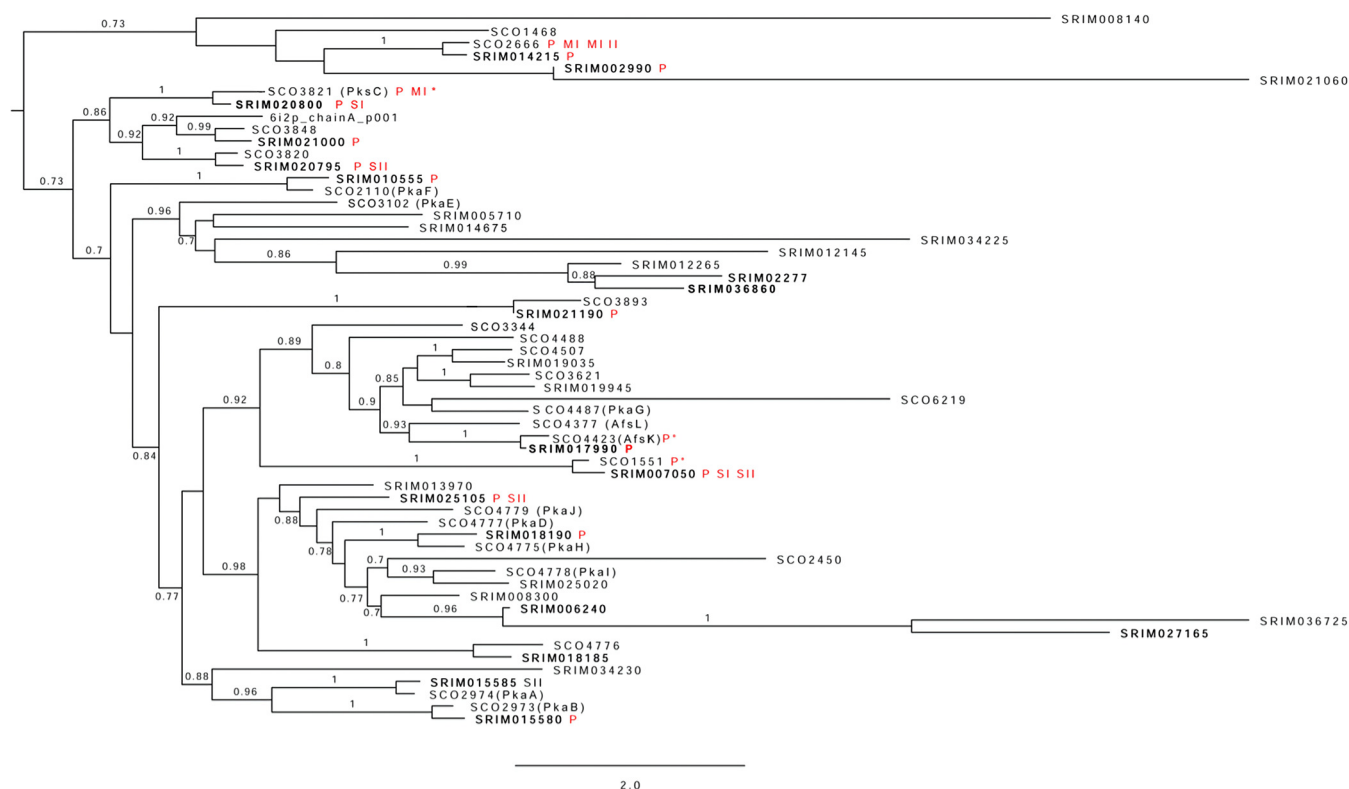 0.73
SRIM008140
SCO1468
1
SCO2666 P MI MI II
SRIM014215 P
SRIM002990 P
SRIM021060
1
SCO3821 (PksC) P MI *
SRIM020800 P SI
0.86
0.92
6i2p_chainA_p001
0.99
SCO3848
0.92
SRIM021000 P
1
SCO3820
SRIM020795 P SII
0.73
1
SRIM010555 P
SCO2110(PkaF)
0.96
SCO3102 (PkaE)
SRIM005710
SRIM014675
0.7
0.7
SRIM034225
0.86
SRIM012145
0.99
SRIM012265
0.88
SRIM02277
SRIM036860
1
SCO3893
SRIM021190 P
SCO3344
0.89
SCO4488
1
SCO4507
SRIM019035
0.8
1
SCO3621
SRIM019945
0.85
SCO6219
0.92
0.9
SCO4487(PkaG)
0.93
SCO4377 (AfsL)
1
SCO4423(AfsK)P*
SRIM017990 P
0.84
1
SCO1551 P*
SRIM007050 P SI SII
SRIM013970
SRIM025105 P SII
0.88
SCO4779 (PkaJ)
SCO4777(PkaD)
1
SRIM018190 P
0.78
SCO4775(PkaH)
0.7
SCO2450
0.98
0.93
SCO4778(PkaI)
SRIM025020
0.77
0.77
SRIM008300
0.7
0.96
SRIM006240
1
SRIM036725
SRIM027165
1
SCO4776
SRIM018185
0.88
SRIM034230
1
SRIM015585 SII
0.96
SCO2974(PkaA)
1
SCO2973(PkaB)
SRIM015580 P
2.0